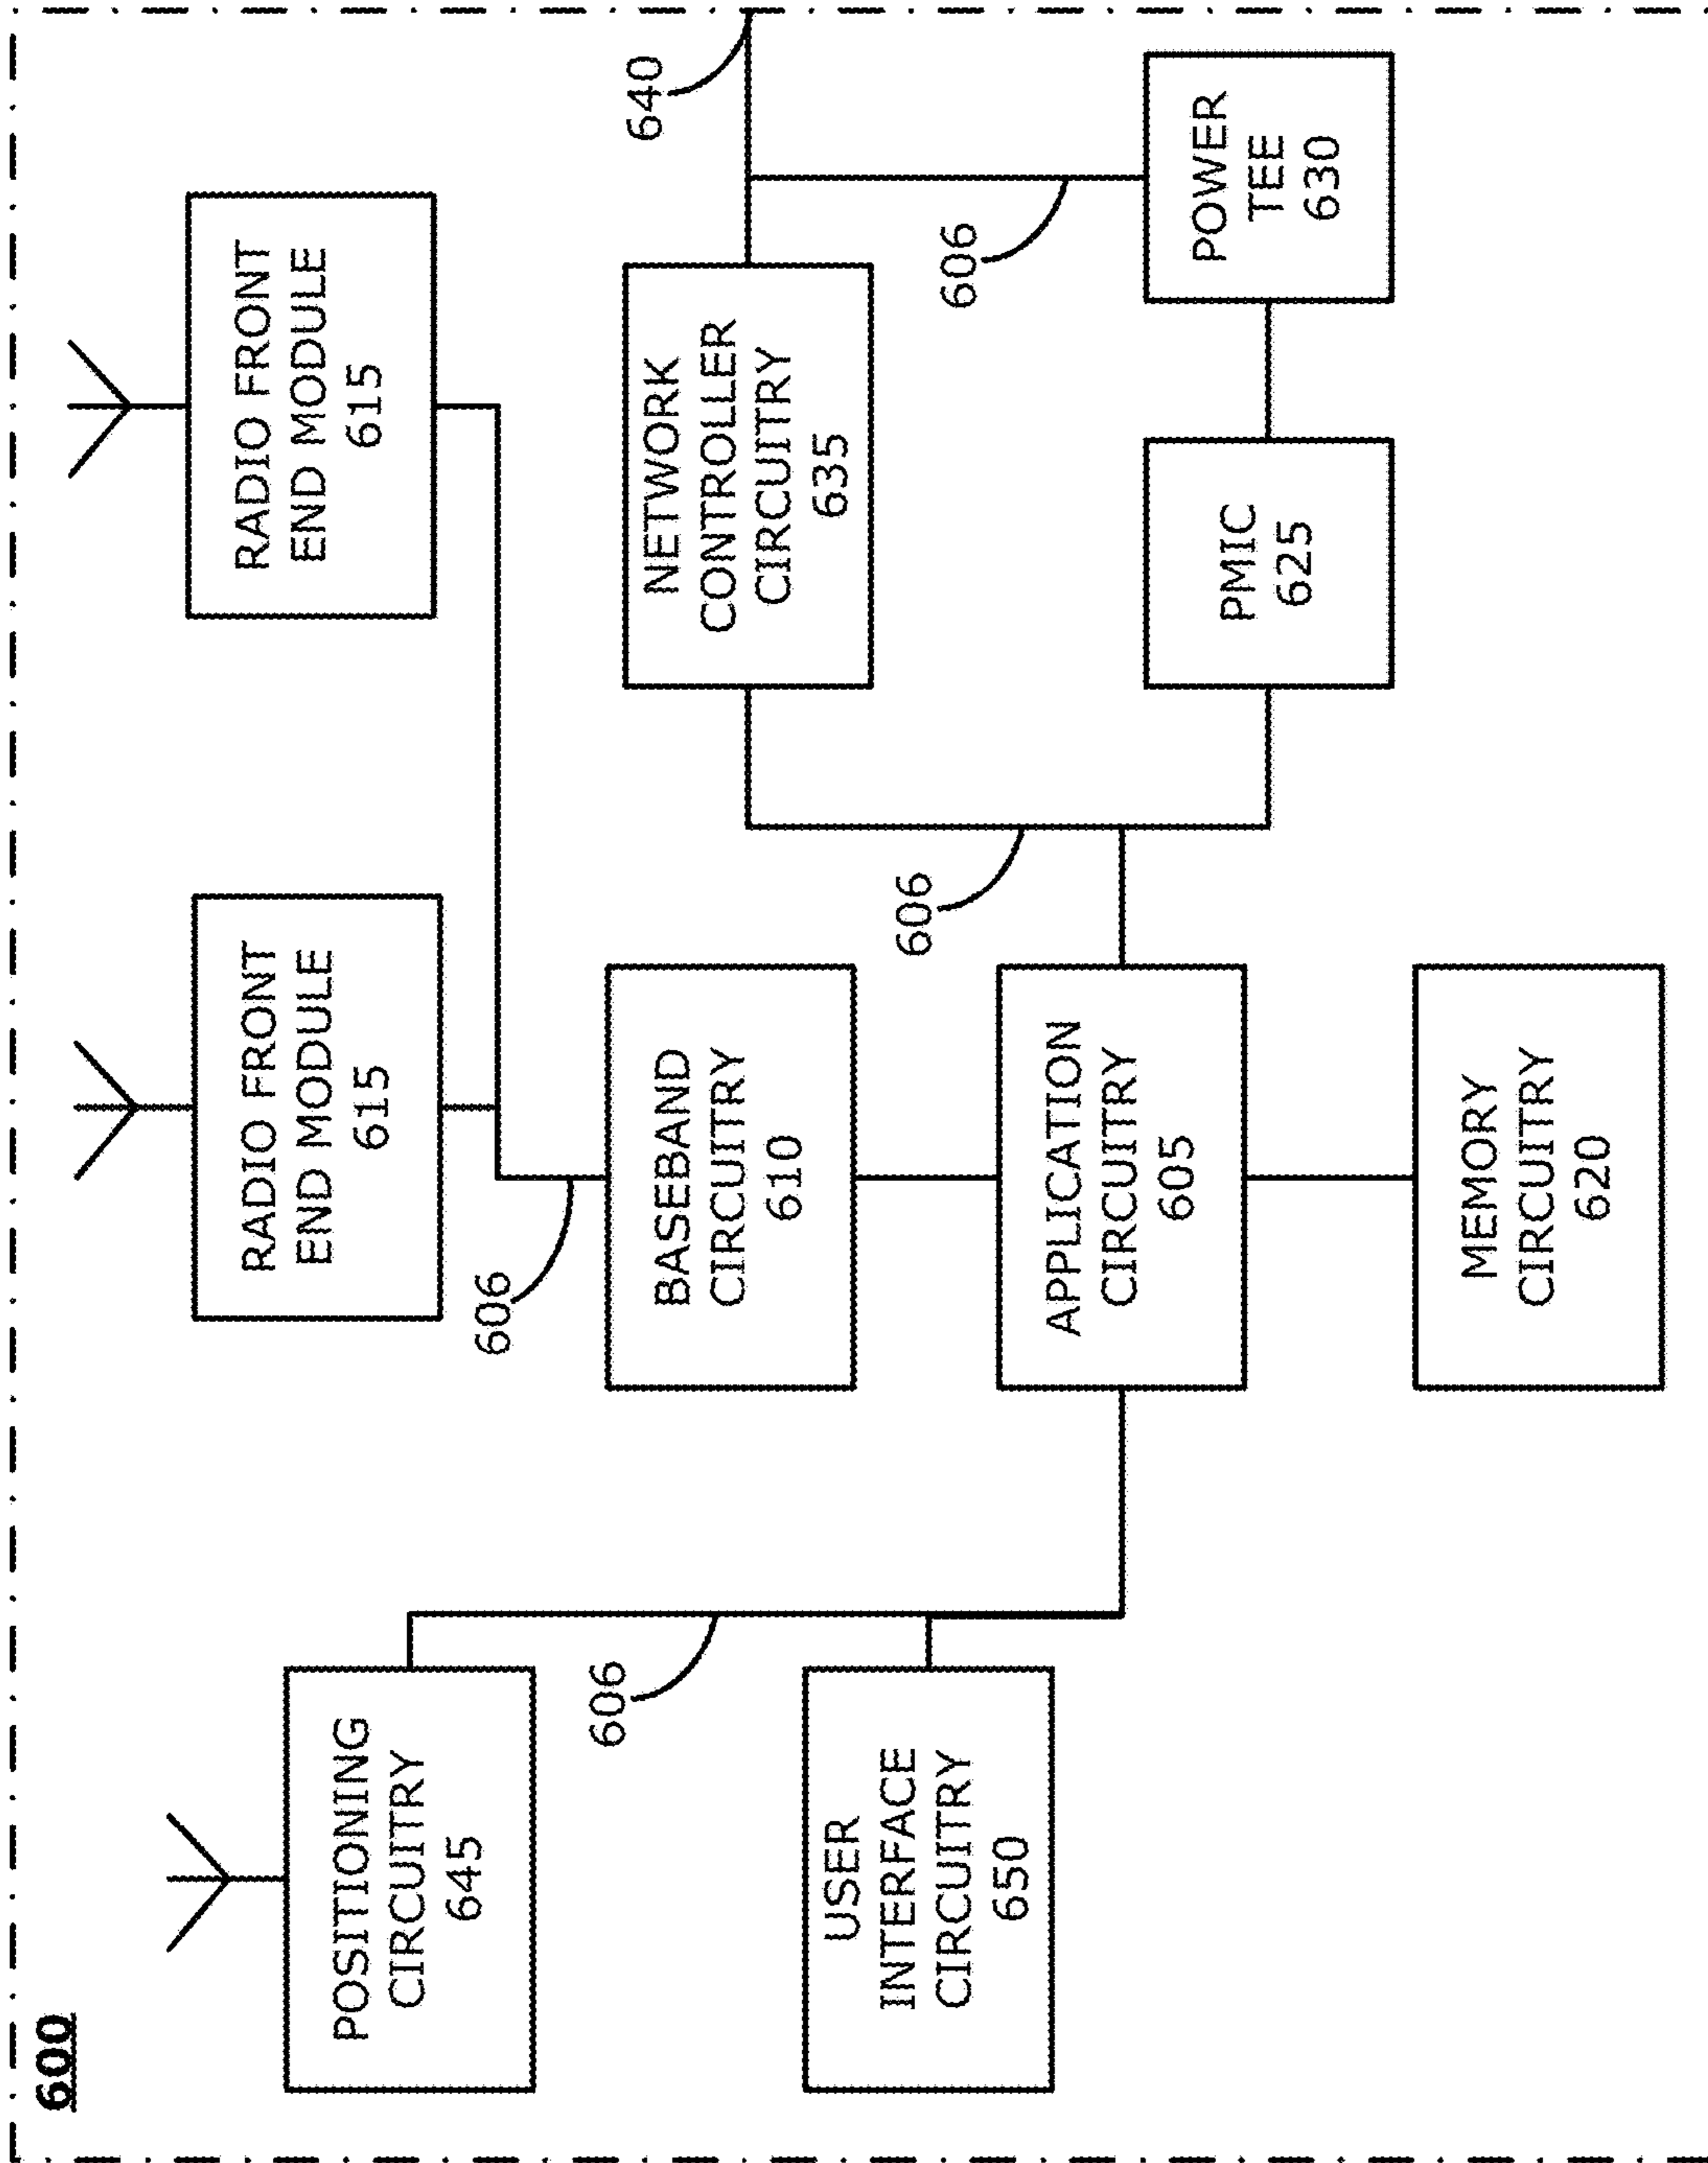 600
POSITIONING
CIRCUITRY
645
606
USER
INTERFACE
CIRCUITRY
650
RADIO FRONT
END MODULE
615
606
BASEBAND
CIRCUITRY
610
APPLICATION
CIRCUITRY
605
MEMORY
CIRCUITRY
620
RADIO FRONT
END MODULE
615
606
NETWORK
CONTROLLER
CIRCUITRY
635
PMIC
625
640
606
POWER
TEE
630